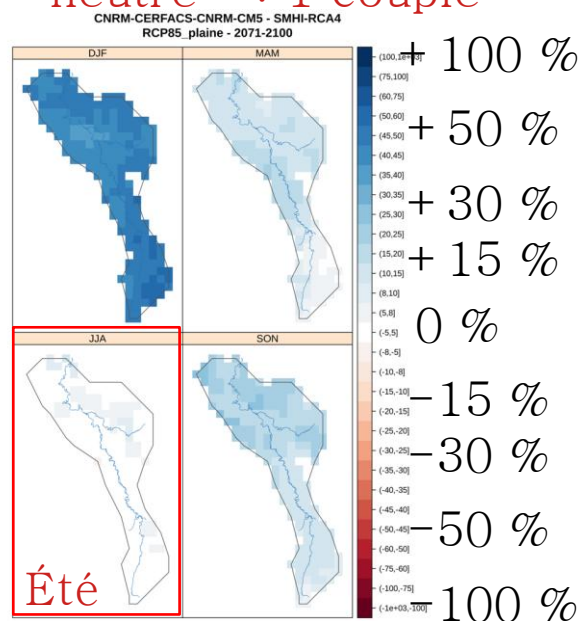 neutre : 1 couple
CNRM-CERFACS-CNRM-CM5 - SMHI-RCA4
RCP85_plaine - 2071-2100
DJF
MAM
JJA
SON
Été
(100,1e+03]
(75,100]
(60,75]
(50,60]
(45,50]
(40,45]
(35,40]
(30,35]
(25,30]
(20,25]
(15,20]
(10,15]
(8,10]
(5,8]
(-5,5]
(-8,-5]
(-10,-8]
(-15,-10]
(-20,-15]
(-25,-20]
(-30,-25]
(-35,-30]
(-40,-35]
(-45,-40]
(-50,-45]
(-60,-50]
(-75,-60]
(-100,-75]
(-1e+03,-100]
+ 100 %
+ 50 %
+ 30 %
+ 15 %
0 %
-15 %
-30 %
-50 %
-100 %